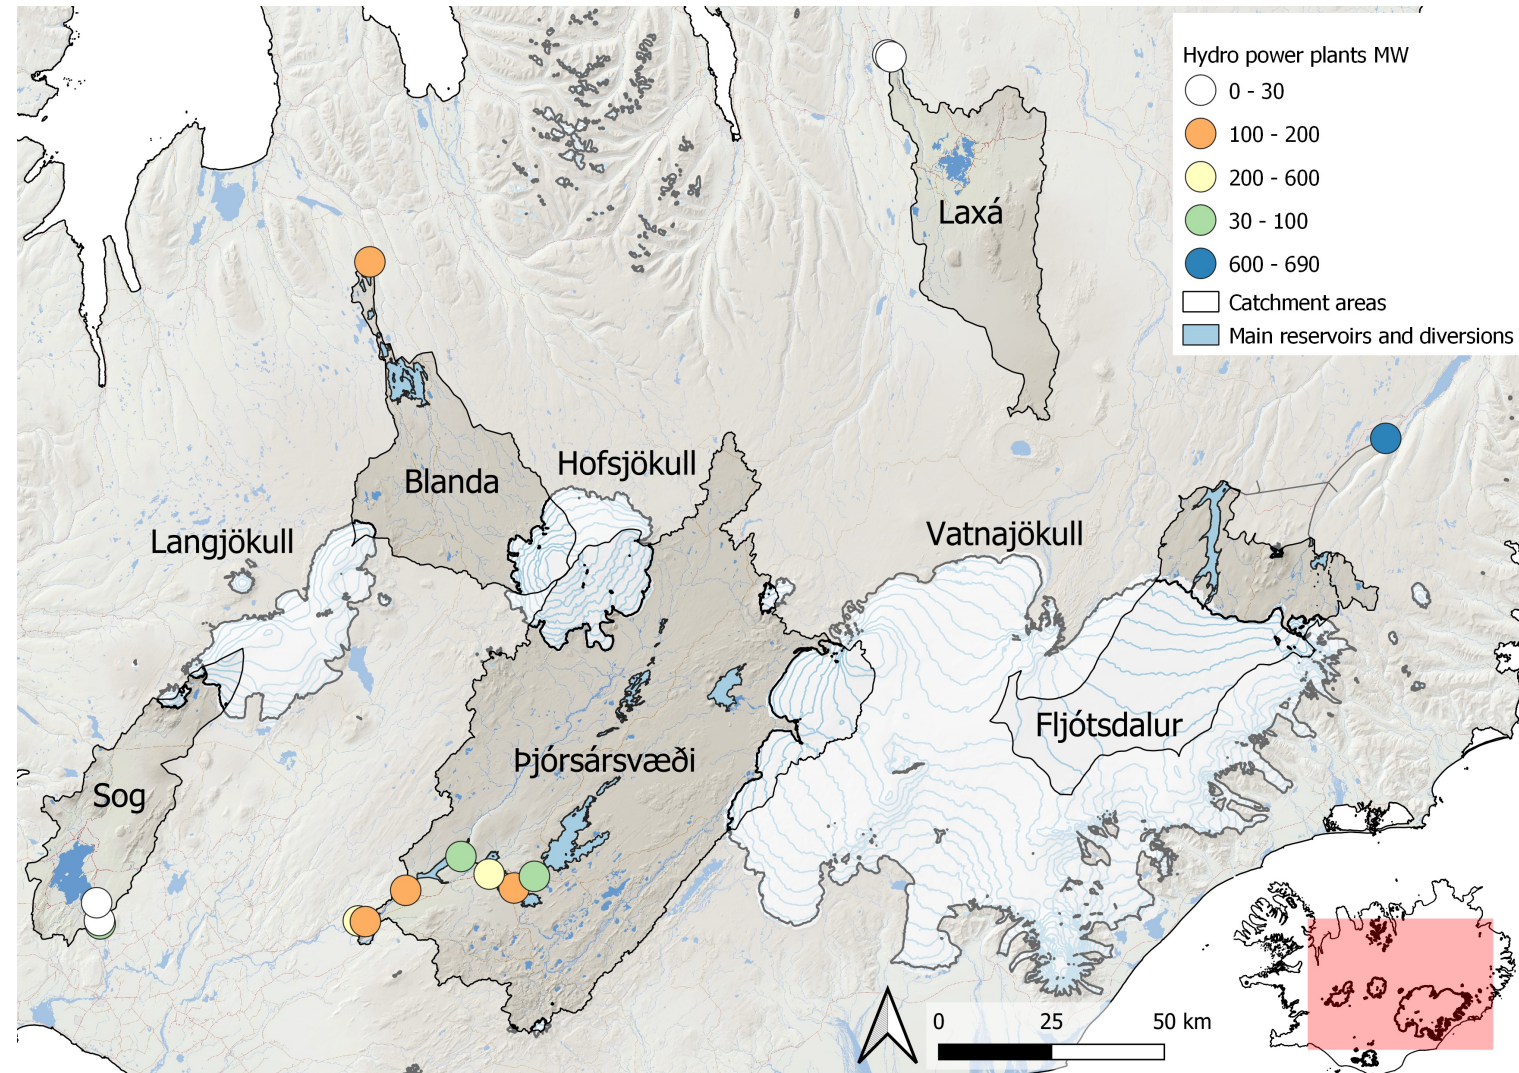 Hydro power plants MW
0 - 30
100 - 200
200 - 600
30 - 100
600 - 690
Catchment areas
Main reservoirs and diversions
Laxá
Hofsjökull
Blanda
Langjökull
Vatnajökull
Fljótsdalur
Þjórsársvæði
Sog
0 25 50 km